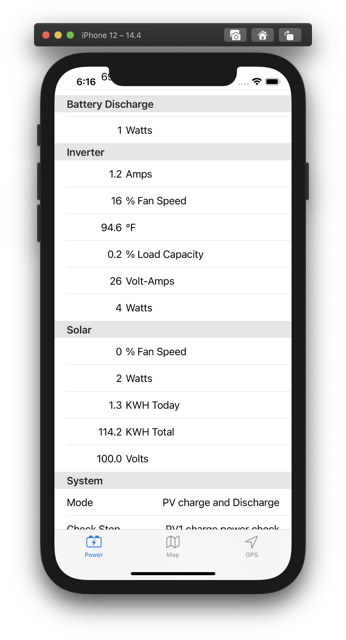 iPhone 12 – 14.4
6:16
Battery Discharge
1 Watts
Inverter
1.2 Amps
16 % Fan Speed
94.6 °F
0.2 % Load Capacity
26 Volt-Amps
4 Watts
Solar
0 % Fan Speed
2 Watts
1.3 KWH Today
114.2 KWH Total
100.0 Volts
System
Mode PV charge and Discharge
Check Step PV1 charge power check
Power Map GPS